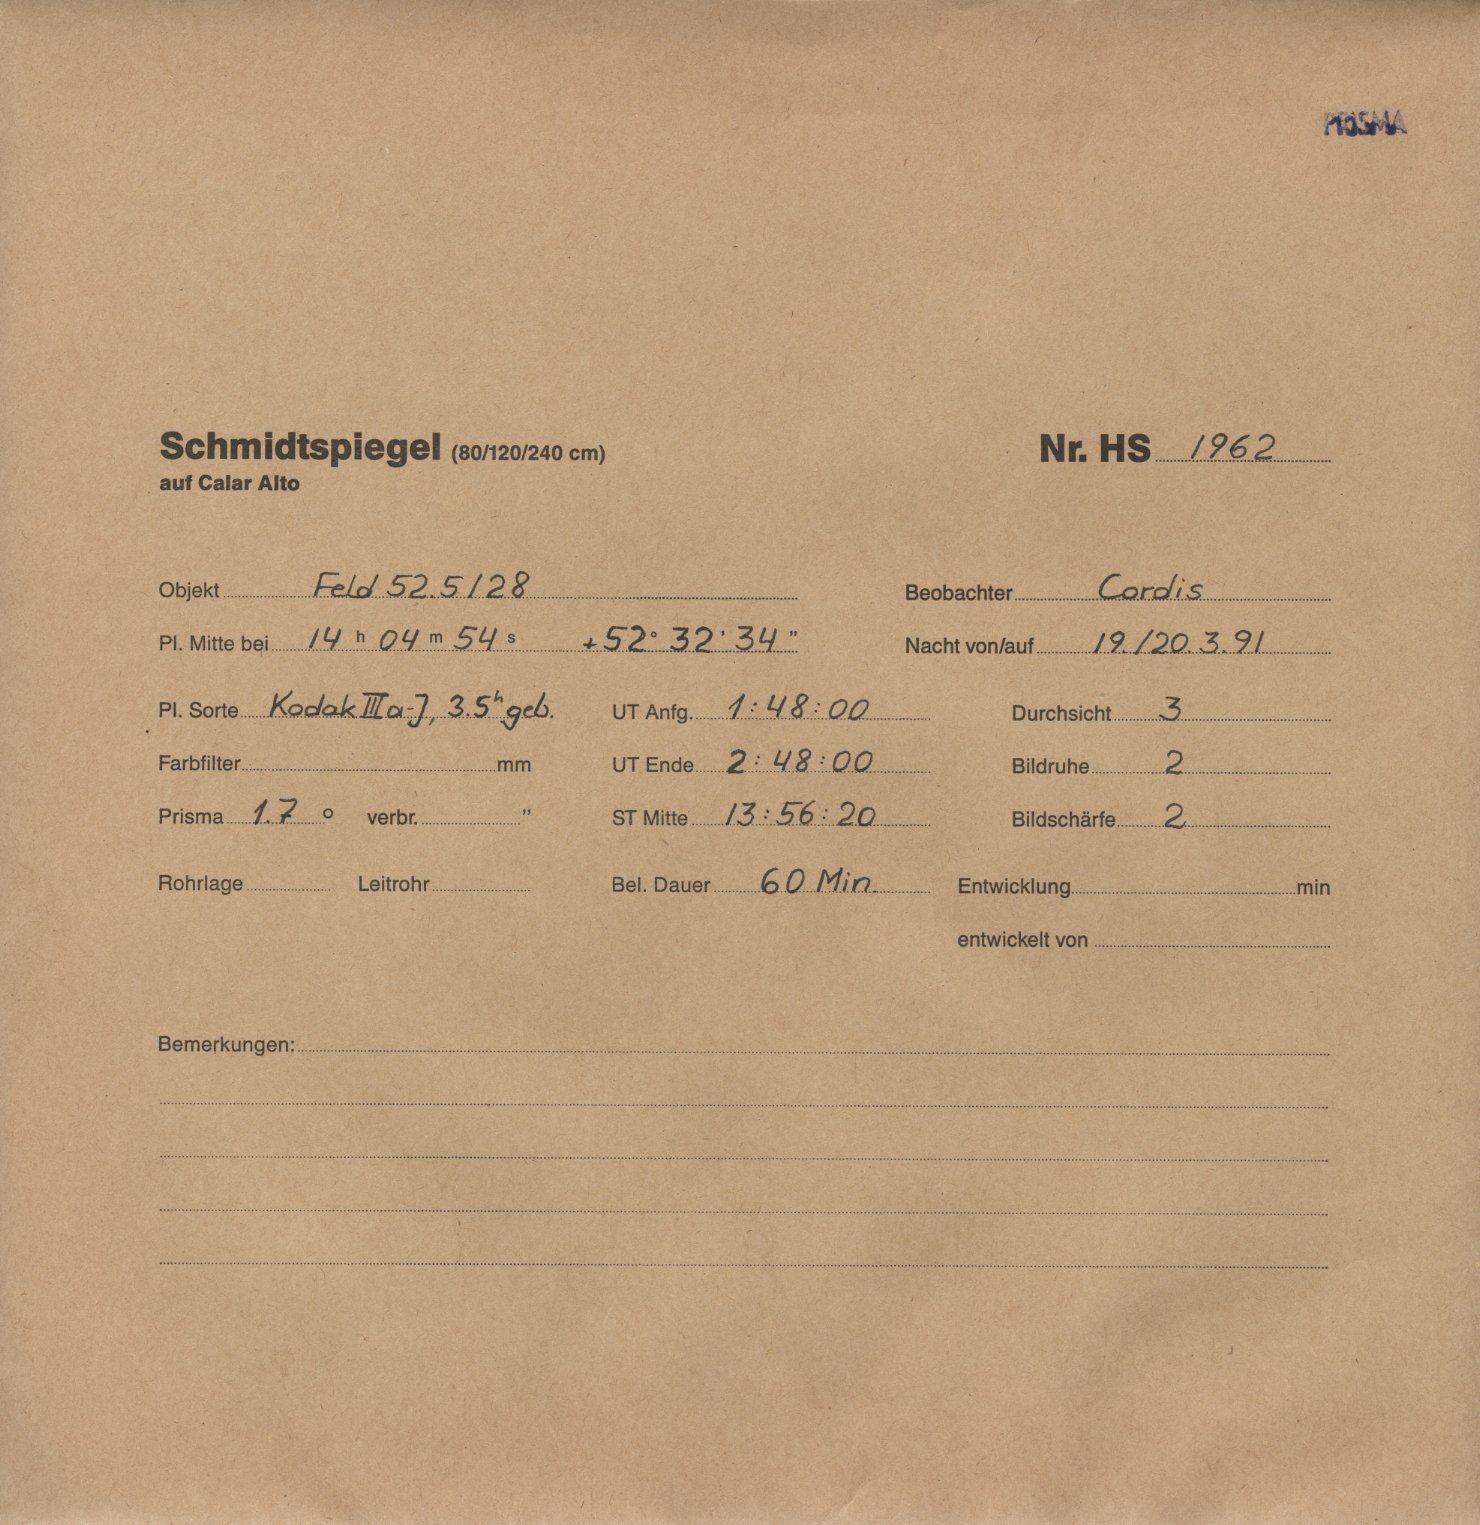 PRISMA
Schmidtspiegel (80/120/240 cm) Nr. HS 1962
auf Calar Alto
Objekt Feld 52.5/28 Beobachter Cordis
Pl. Mitte bei 14 h 04 m 54 s +52° 32' 34" Nacht von/auf 19./20.3.91
Pl. Sorte Kodak IIIa-J, 3.5h geb. UT Anfg. 1:48:00 Durchsicht 3
Farbfilter mm UT Ende 2:48:00 Bildruhe 2
Prisma 1.7 ° verbr. " ST Mitte 13:56:20 Bildschärfe 2
Rohrlage Leitrohr Bel. Dauer 60 Min. Entwicklung min
entwickelt von
Bemerkungen: